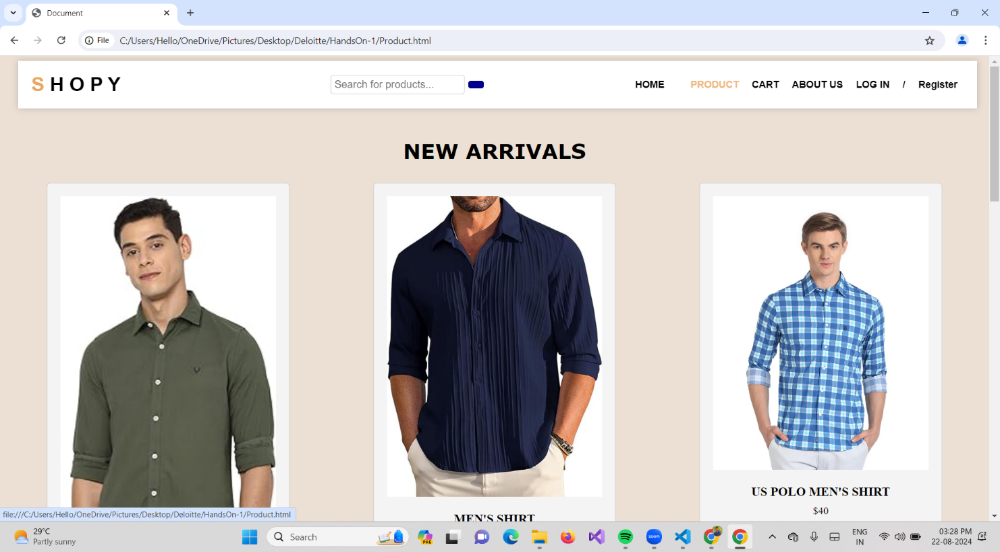 Document
File
C:/Users/Hello/OneDrive/Pictures/Desktop/Deloitte/HandsOn-1/Product.html
SHOPY
Search for products...
HOME PRODUCT CART ABOUT US LOG IN / Register
NEW ARRIVALS
US POLO MEN'S SHIRT
$40
MEN'S SHIRT
file:///C:/Users/Hello/OneDrive/Pictures/Desktop/Deloitte/HandsOn-1/Product.html
29°C
Partly sunny
Search
PRE
zoom
ENG
IN
03:28 PM
22-08-2024